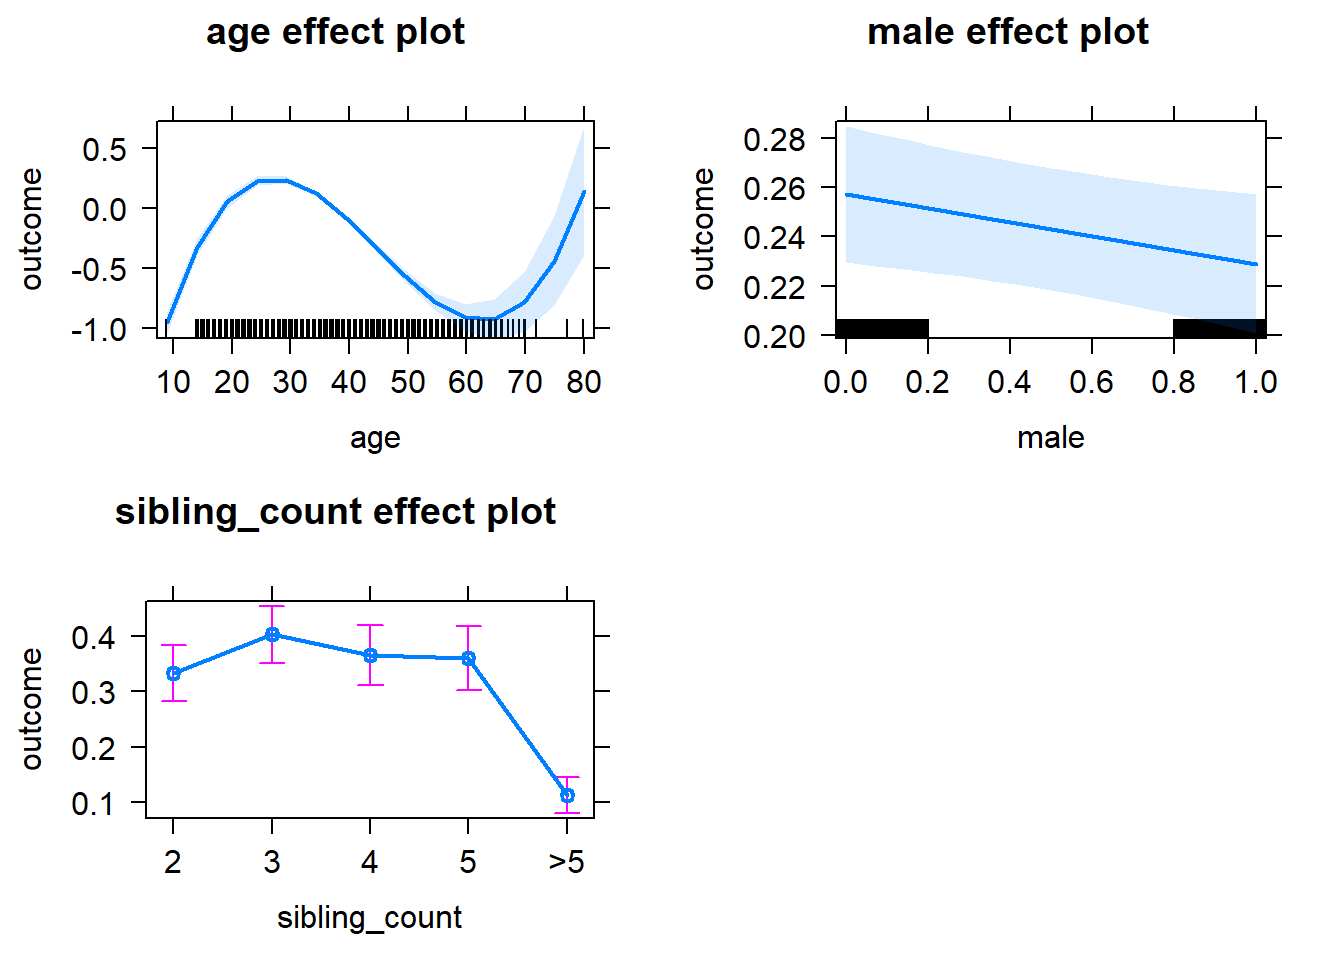 age effect plot
outcome
0.5
0.0
-0.5
-1.0
10 20 30 40 50 60 70 80
age
male effect plot
outcome
0.28
0.26
0.24
0.22
0.20
0.0 0.2 0.4 0.6 0.8 1.0
male
sibling_count effect plot
outcome
0.4
0.3
0.2
0.1
2 3 4 5 >5
sibling_count